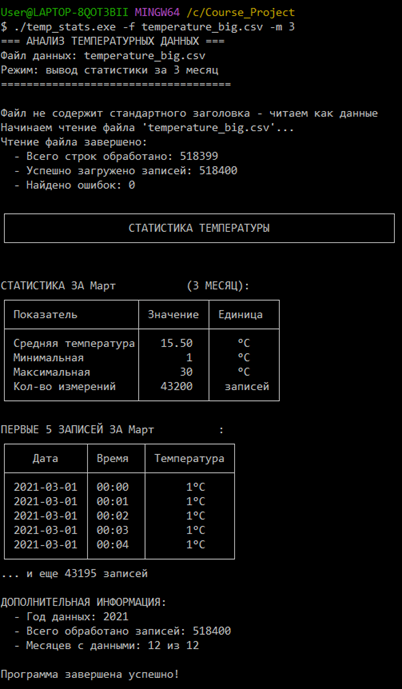 User@LAPTOP-8QOT3BII MINGW64 /c/Course_Project
$ ./temp_stats.exe -f temperature_big.csv -m 3
=== АНАЛИЗ ТЕМПЕРАТУРНЫХ ДАННЫХ ===
Файл данных: temperature_big.csv
Режим: вывод статистики за 3 месяц
===================================
Файл не содержит стандартного заголовка - читаем как данные
Начинаем чтение файла 'temperature_big.csv'...
Чтение файла завершено:
- Всего строк обработано: 518399
- Успешно загружено записей: 518400
- Найдено ошибок: 0
СТАТИСТИКА ТЕМПЕРАТУРЫ
СТАТИСТИКА ЗА Март (3 МЕСЯЦ):
Показатель Значение Единица
Средняя температура 15.50 °C
Минимальная 1 °C
Максимальная 30 °C
Кол-во измерений 43200 записей
ПЕРВЫЕ 5 ЗАПИСЕЙ ЗА Март :
Дата Время Температура
2021-03-01 00:00 1°C
2021-03-01 00:01 1°C
2021-03-01 00:02 1°C
2021-03-01 00:03 1°C
2021-03-01 00:04 1°C
... и еще 43195 записей
ДОПОЛНИТЕЛЬНАЯ ИНФОРМАЦИЯ:
- Год данных: 2021
- Всего обработано записей: 518400
- Месяцев с данными: 12 из 12
Программа завершена успешно!